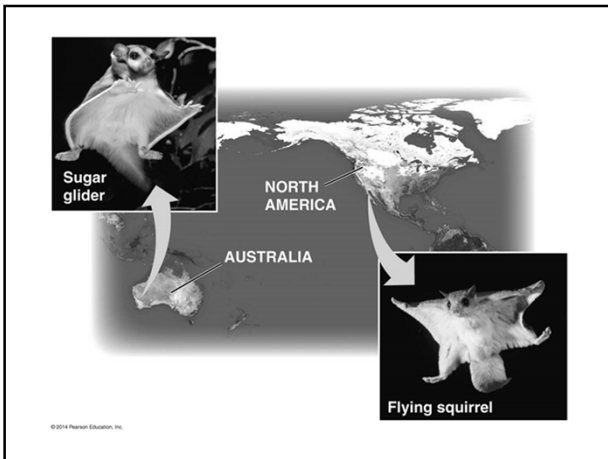 Sugar
glider
NORTH
AMERICA
AUSTRALIA
Flying squirrel
© 2014 Pearson Education, Inc.